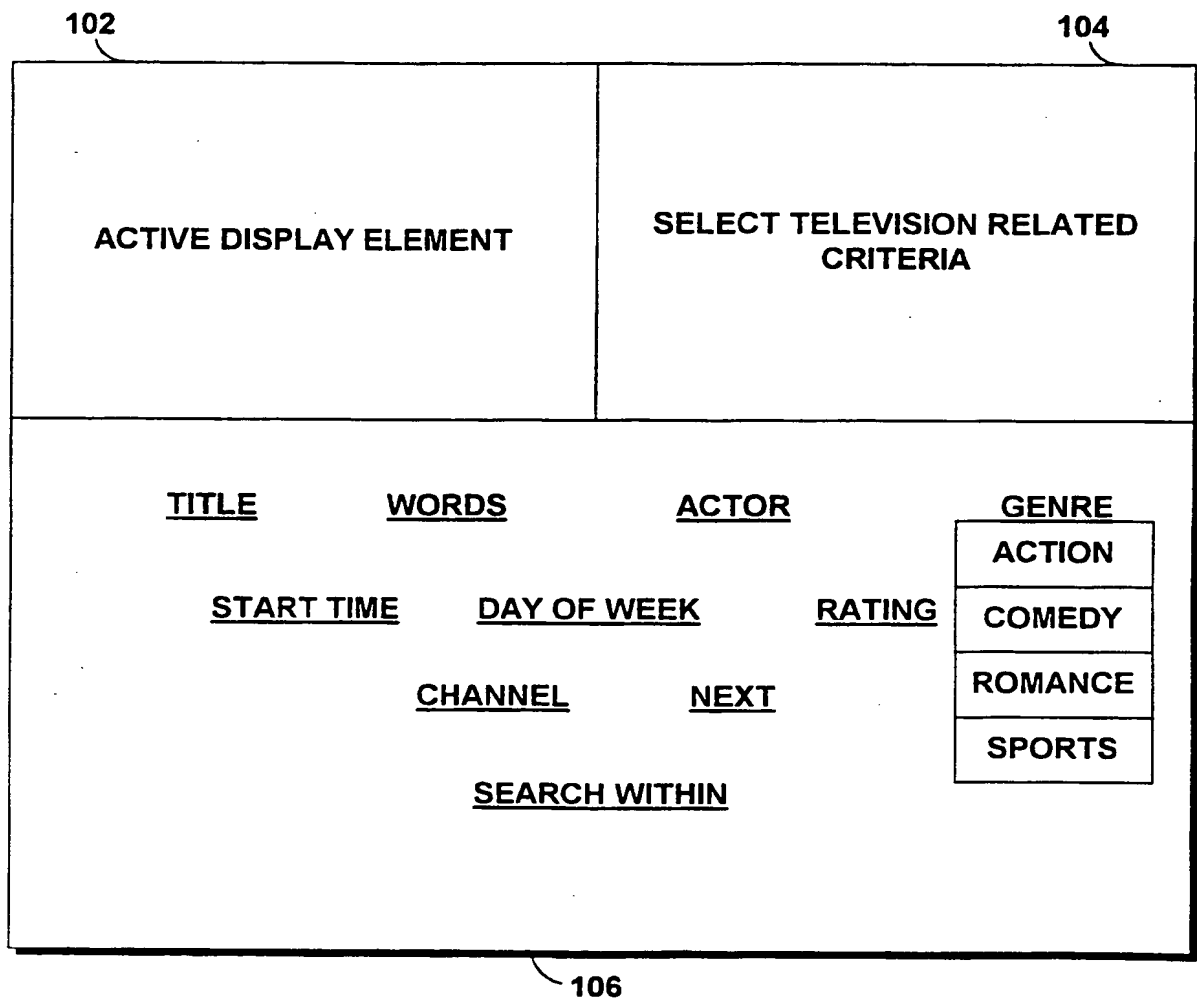 102
104
ACTIVE DISPLAY ELEMENT
SELECT TELEVISION RELATED
CRITERIA
TITLE WORDS ACTOR GENRE
ACTION
START TIME DAY OF WEEK RATING COMEDY
CHANNEL NEXT ROMANCE
SPORTS
SEARCH WITHIN
106